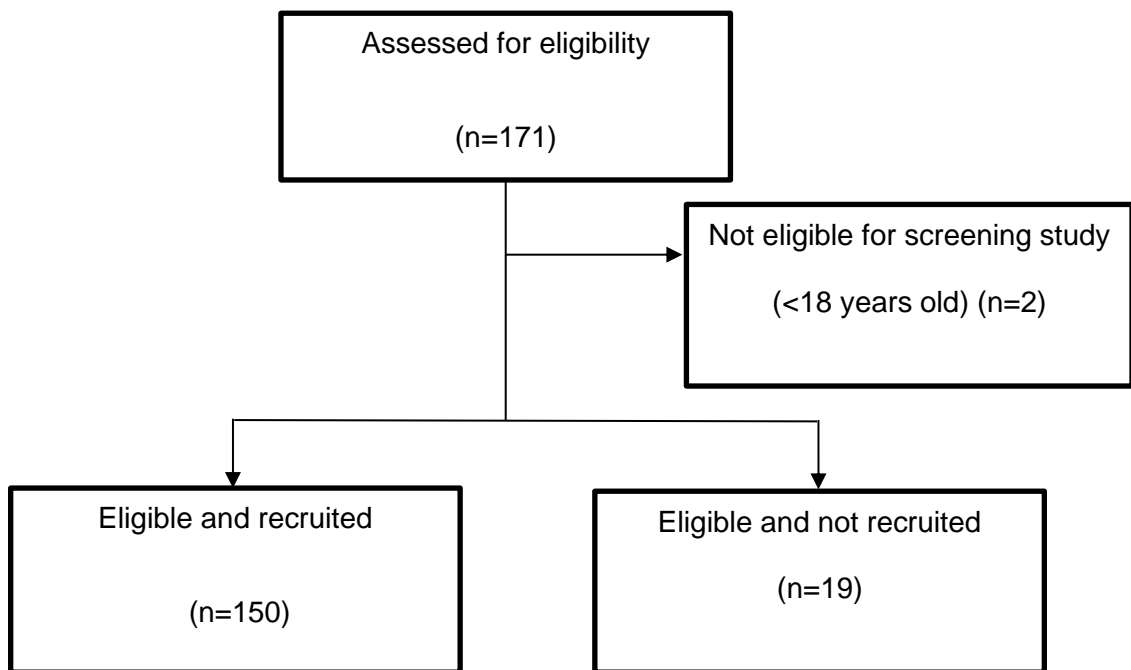 Assessed for eligibility
(n=171)
Not eligible for screening study
(<18 years old) (n=2)
Eligible and recruited
(n=150)
Eligible and not recruited
(n=19)